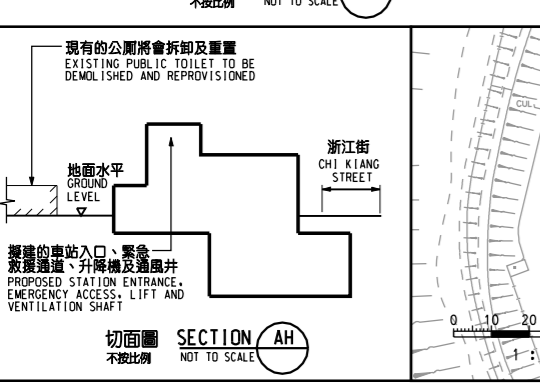 不按比例 NOT TO SCALE
現有的公厠將會拆卸及重置
EXISTING PUBLIC TOILET TO BE
DEMOLISHED AND REPROVISIONED
浙江街
CHI KIANG
STREET
地面水平
GROUND
LEVEL
擬建的車站入口、緊急
救援通道、升降機及通風井
PROPOSED STATION ENTRANCE,
EMERGENCY ACCESS, LIFT AND
VENTILATION SHAFT
切面圖 SECTION AH
不按比例 NOT TO SCALE
CUL
0 10 20
1 :